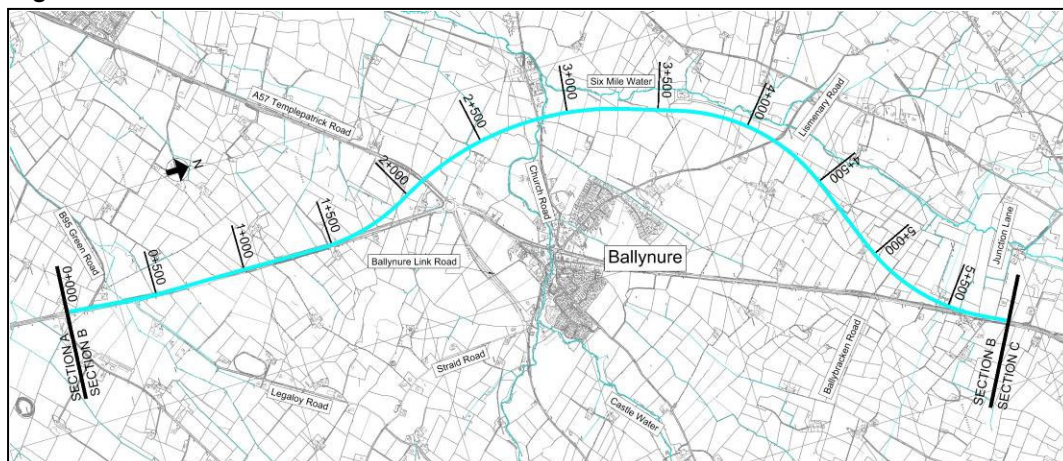 A57 Templepatrick Road
N
B95 Green Road
0+000
0+500
1+000
1+500
2+000
2+500
3+000
3+500
4+000
4+500
5+000
5+500
Six Mile Water
Lismenary Road
Church Road
Ballynure Link Road
Ballynure
Junction Lane
SECTION A
SECTION B
Legaloy Road
Straid Road
Castle Water
Ballybracken Road
SECTION B
SECTION C